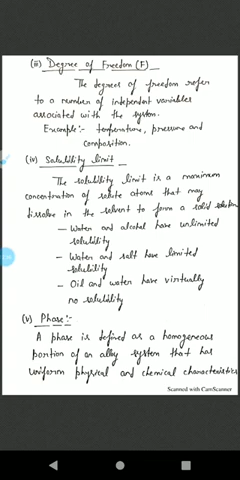 (iii) Degree of Freedom (F)
The degrees of freedom refer
to a number of independent variables
associated with the system.
Example:- temperature, pressure and
composition.
(iv) Solubility limit
The solubility limit is a maximum
concentration of solute atoms that may
dissolve in the solvent to form a solid solution
- Water and alcohol have unlimited
solubility
- Water and salt have limited
solubility
- Oil and water have virtually
no solubility
(v) Phase:-
A phase is defined as a homogeneous
portion of an alloy system that has
uniform physical and chemical characteristics
Scanned with CamScanner